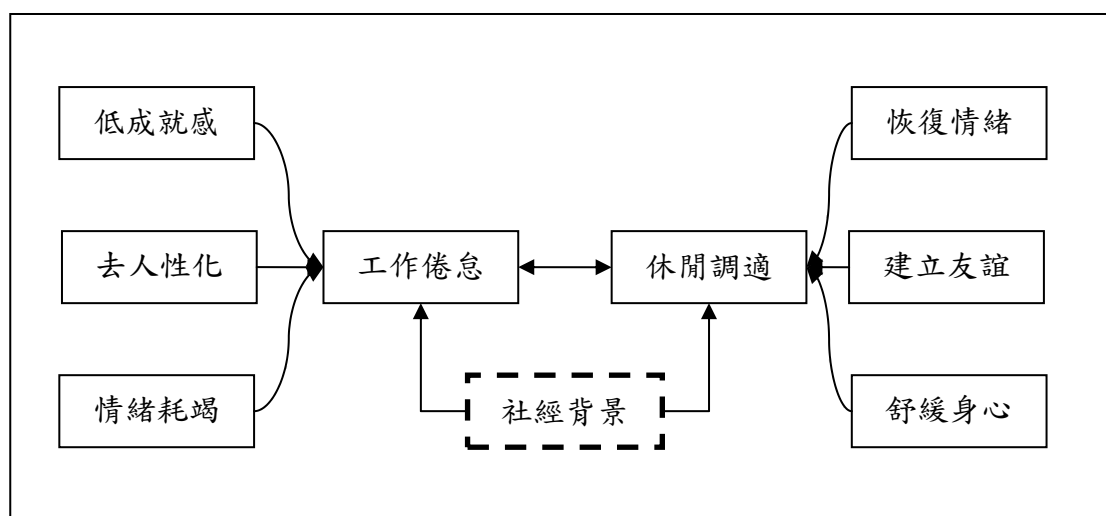 低成就感
恢復情緒
去人性化
工作倦怠
休閒調適
建立友誼
情緒耗竭
社經背景
舒緩身心